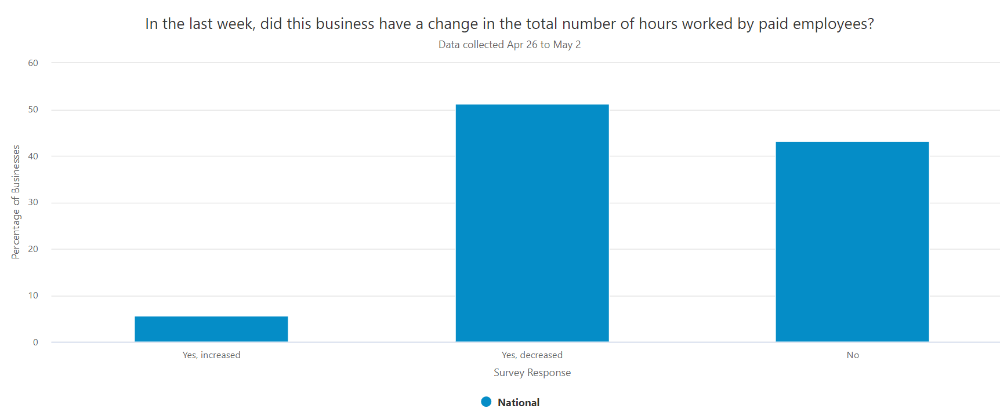 In the last week, did this business have a change in the total number of hours worked by paid employees?
Data collected Apr 26 to May 2
60
50
40
30
20
10
0
Percentage of Businesses
Yes, increased
Yes, decreased
No
Survey Response
National